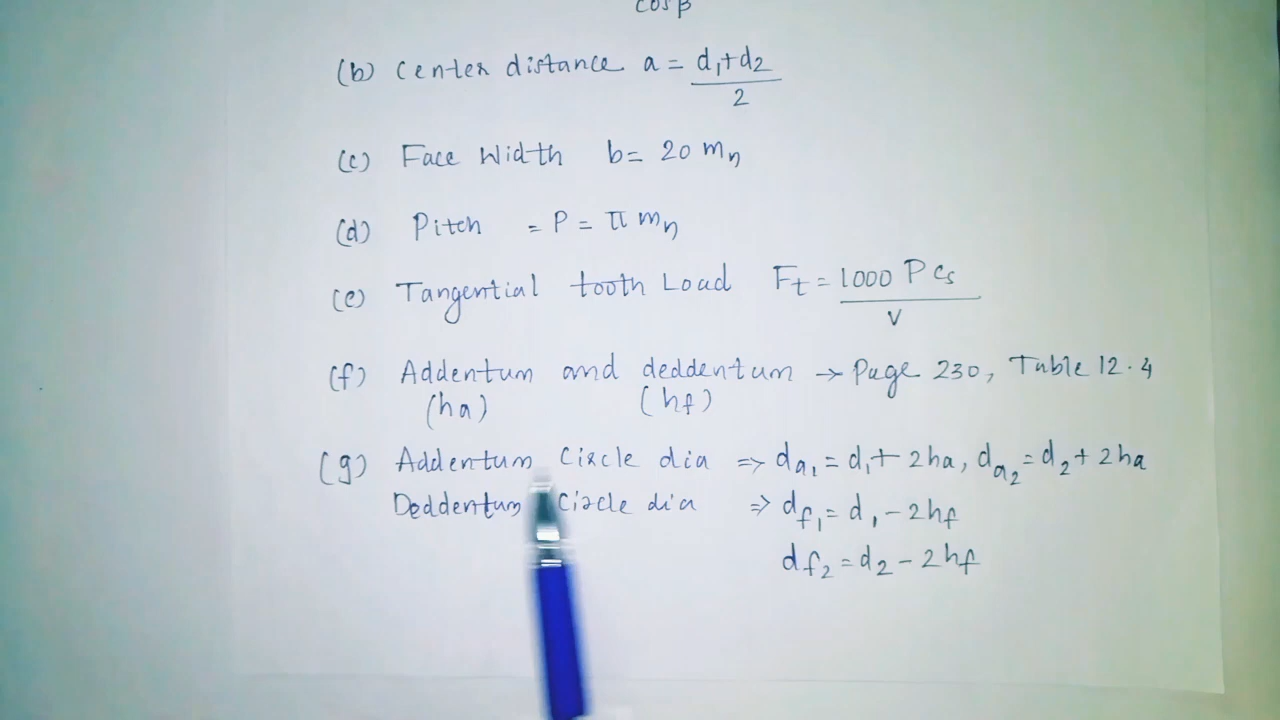 cos β
(b) Center distance a = d₁+d₂
2
(c) Face Width b = 20 mₙ
(d) Pitch = P = π mₙ
(e) Tangential tooth Load Fₜ = 1000 P Cₛ
v
(f) Addentum and deddentum → Page 230, Table 12.4
(ha) (hf)
(g) Addentum Circle dia ⇒ da₁ = d₁ + 2ha, da₂ = d₂ + 2ha
Deddentum Circle dia ⇒ df₁ = d₁ − 2hf
df₂ = d₂ − 2hf